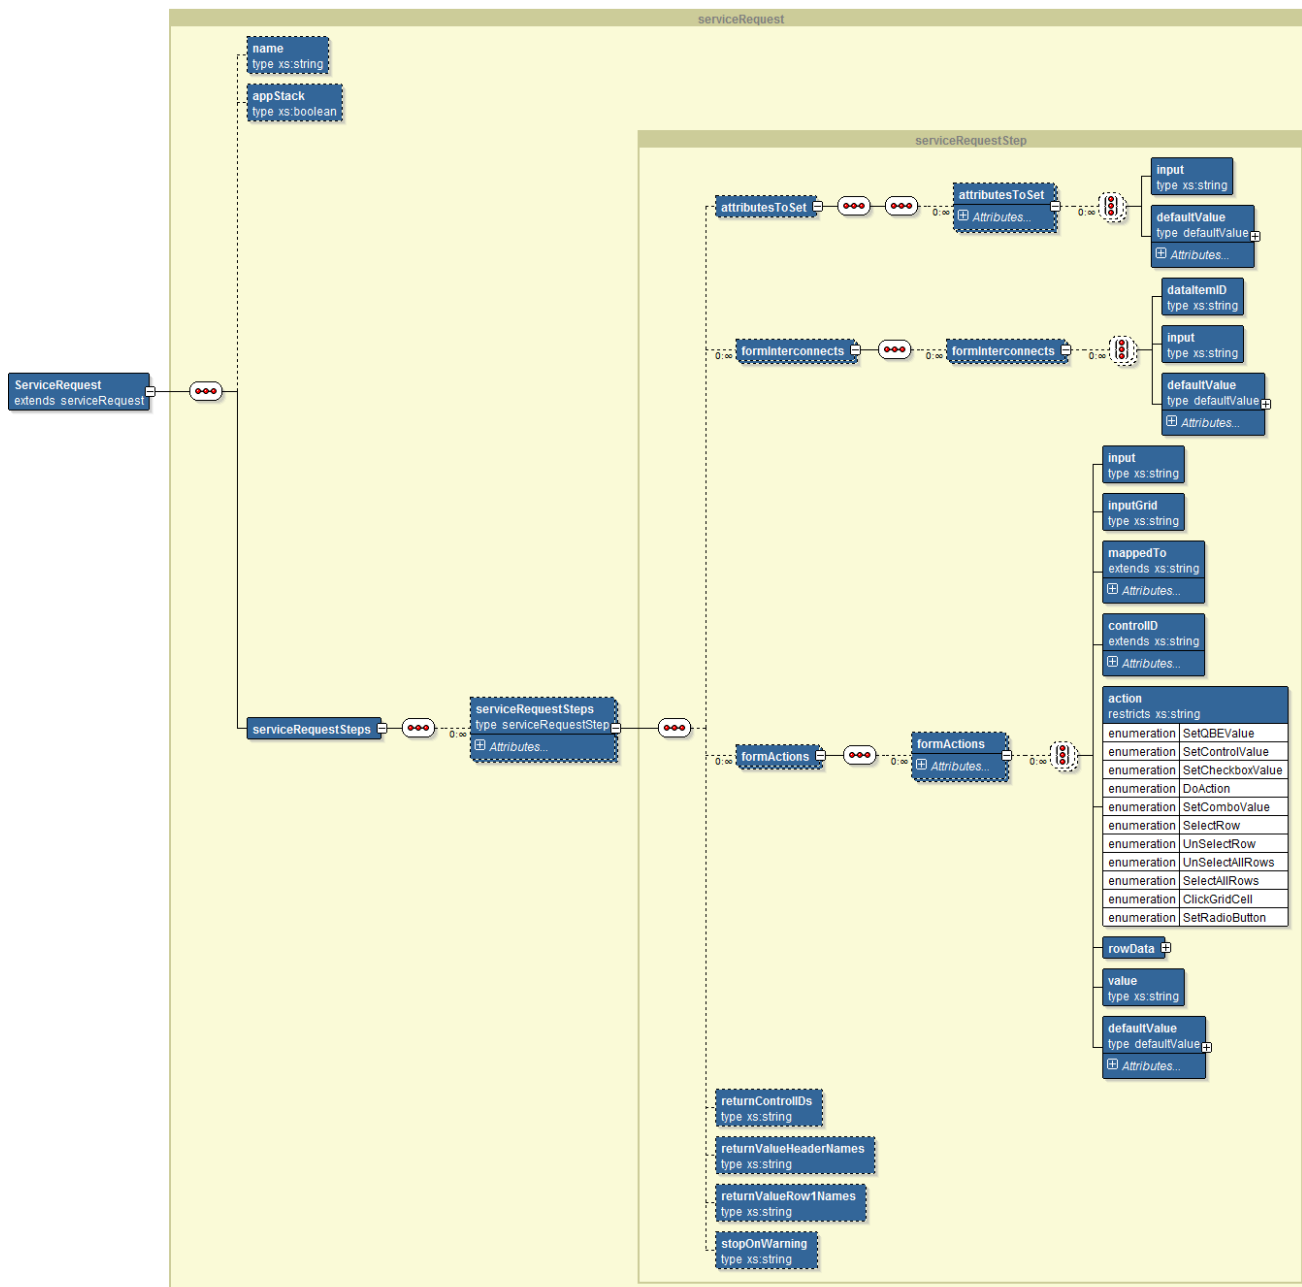 serviceRequest
name
type xs:string
appStack
type xs:boolean
serviceRequestStep
attributesToSet
0:∞
attributesToSet
Attributes...
0:∞
input
type xs:string
defaultValue
type defaultValue
Attributes...
0:∞
formInterconnects
0:∞
formInterconnects
0:∞
dataItemID
type xs:string
input
type xs:string
defaultValue
type defaultValue
Attributes...
ServiceRequest
extends serviceRequest
serviceRequestSteps
0:∞
serviceRequestSteps
type serviceRequestStep
Attributes...
0:∞
formActions
0:∞
formActions
Attributes...
0:∞
input
type xs:string
inputGrid
type xs:string
mappedTo
extends xs:string
Attributes...
controlID
extends xs:string
Attributes...
action
restricts xs:string
enumeration SetQBEValue
enumeration SetControlValue
enumeration SetCheckboxValue
enumeration DoAction
enumeration SetComboValue
enumeration SelectRow
enumeration UnSelectRow
enumeration UnSelectAllRows
enumeration SelectAllRows
enumeration ClickGridCell
enumeration SetRadioButton
rowData
value
type xs:string
defaultValue
type defaultValue
Attributes...
returnControlIDs
type xs:string
returnValueHeaderNames
type xs:string
returnValueRow1Names
type xs:string
stopOnWarning
type xs:string